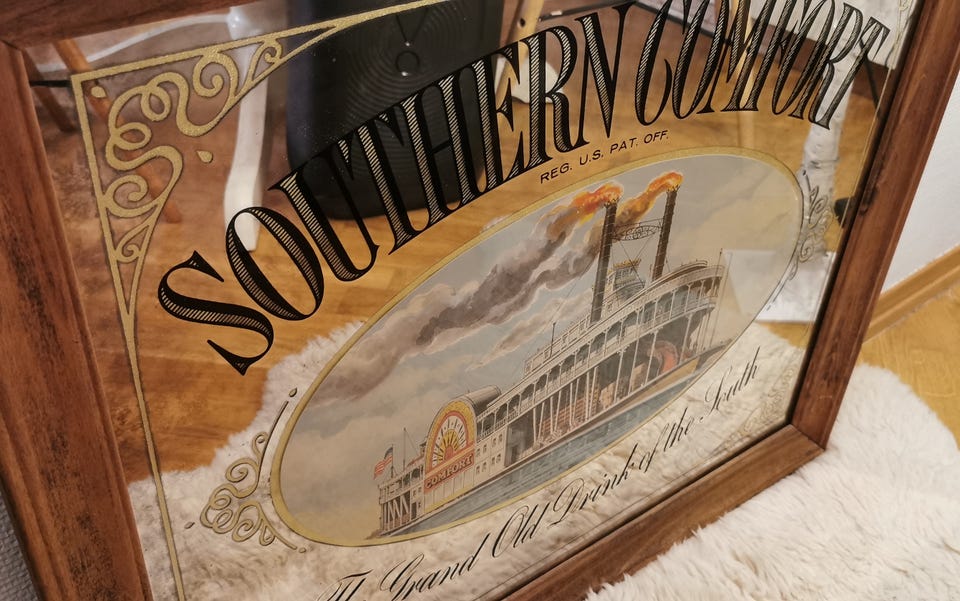 SOUTHERN COMFORT
REG. U.S. PAT. OFF.
COMFORT
The Grand Old Drink of the South